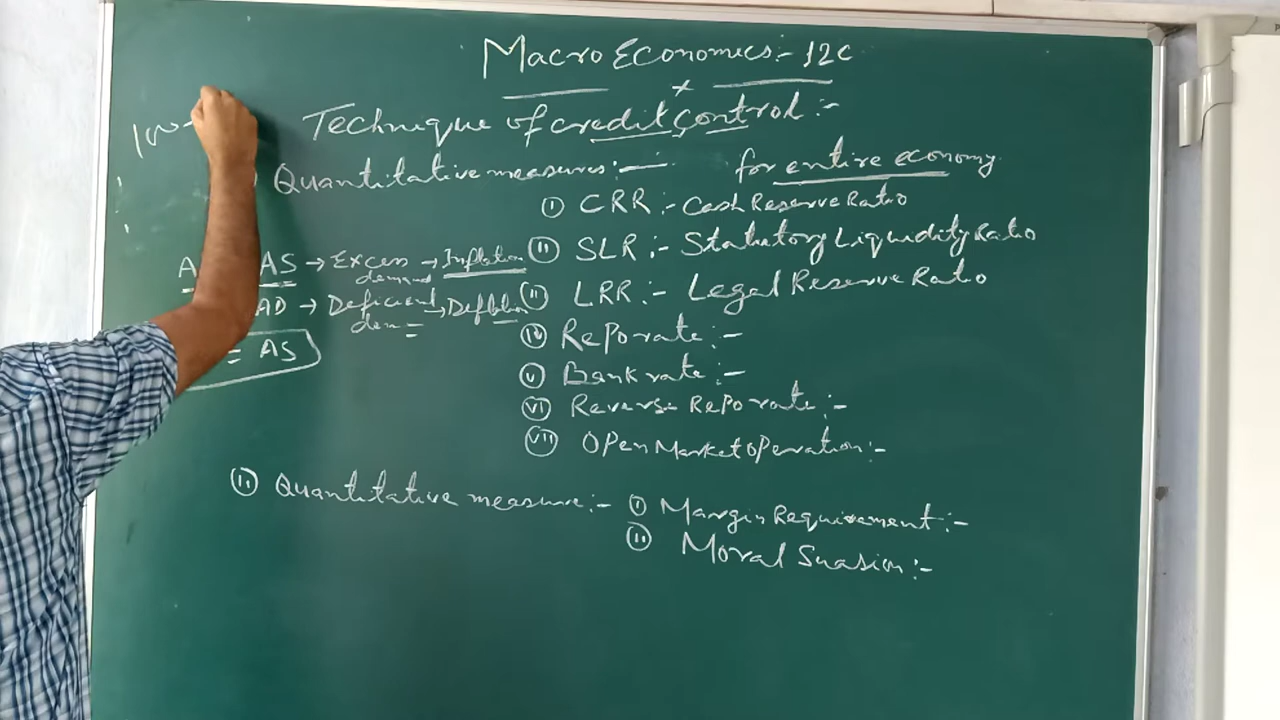 Macro Economics:- 12c
Technique of credit control:-
Quantitative measures:- for entire economy
(i) CRR:- Cash Reserve Ratio
(ii) SLR:- Statutory Liquidity Ratio
(ii) LRR:- Legal Reserve Ratio
(iv) Repo rate:-
(v) Bank rate:-
(vi) Reverse Repo rate:-
(vii) Open Market operation:-
A AS → Excess demand → Inflation
AD → Deficient dem = → Deflation
= AS
(ii) Quantitative measure:- (i) Margin Requirement:-
(ii) Moral Suasion:-